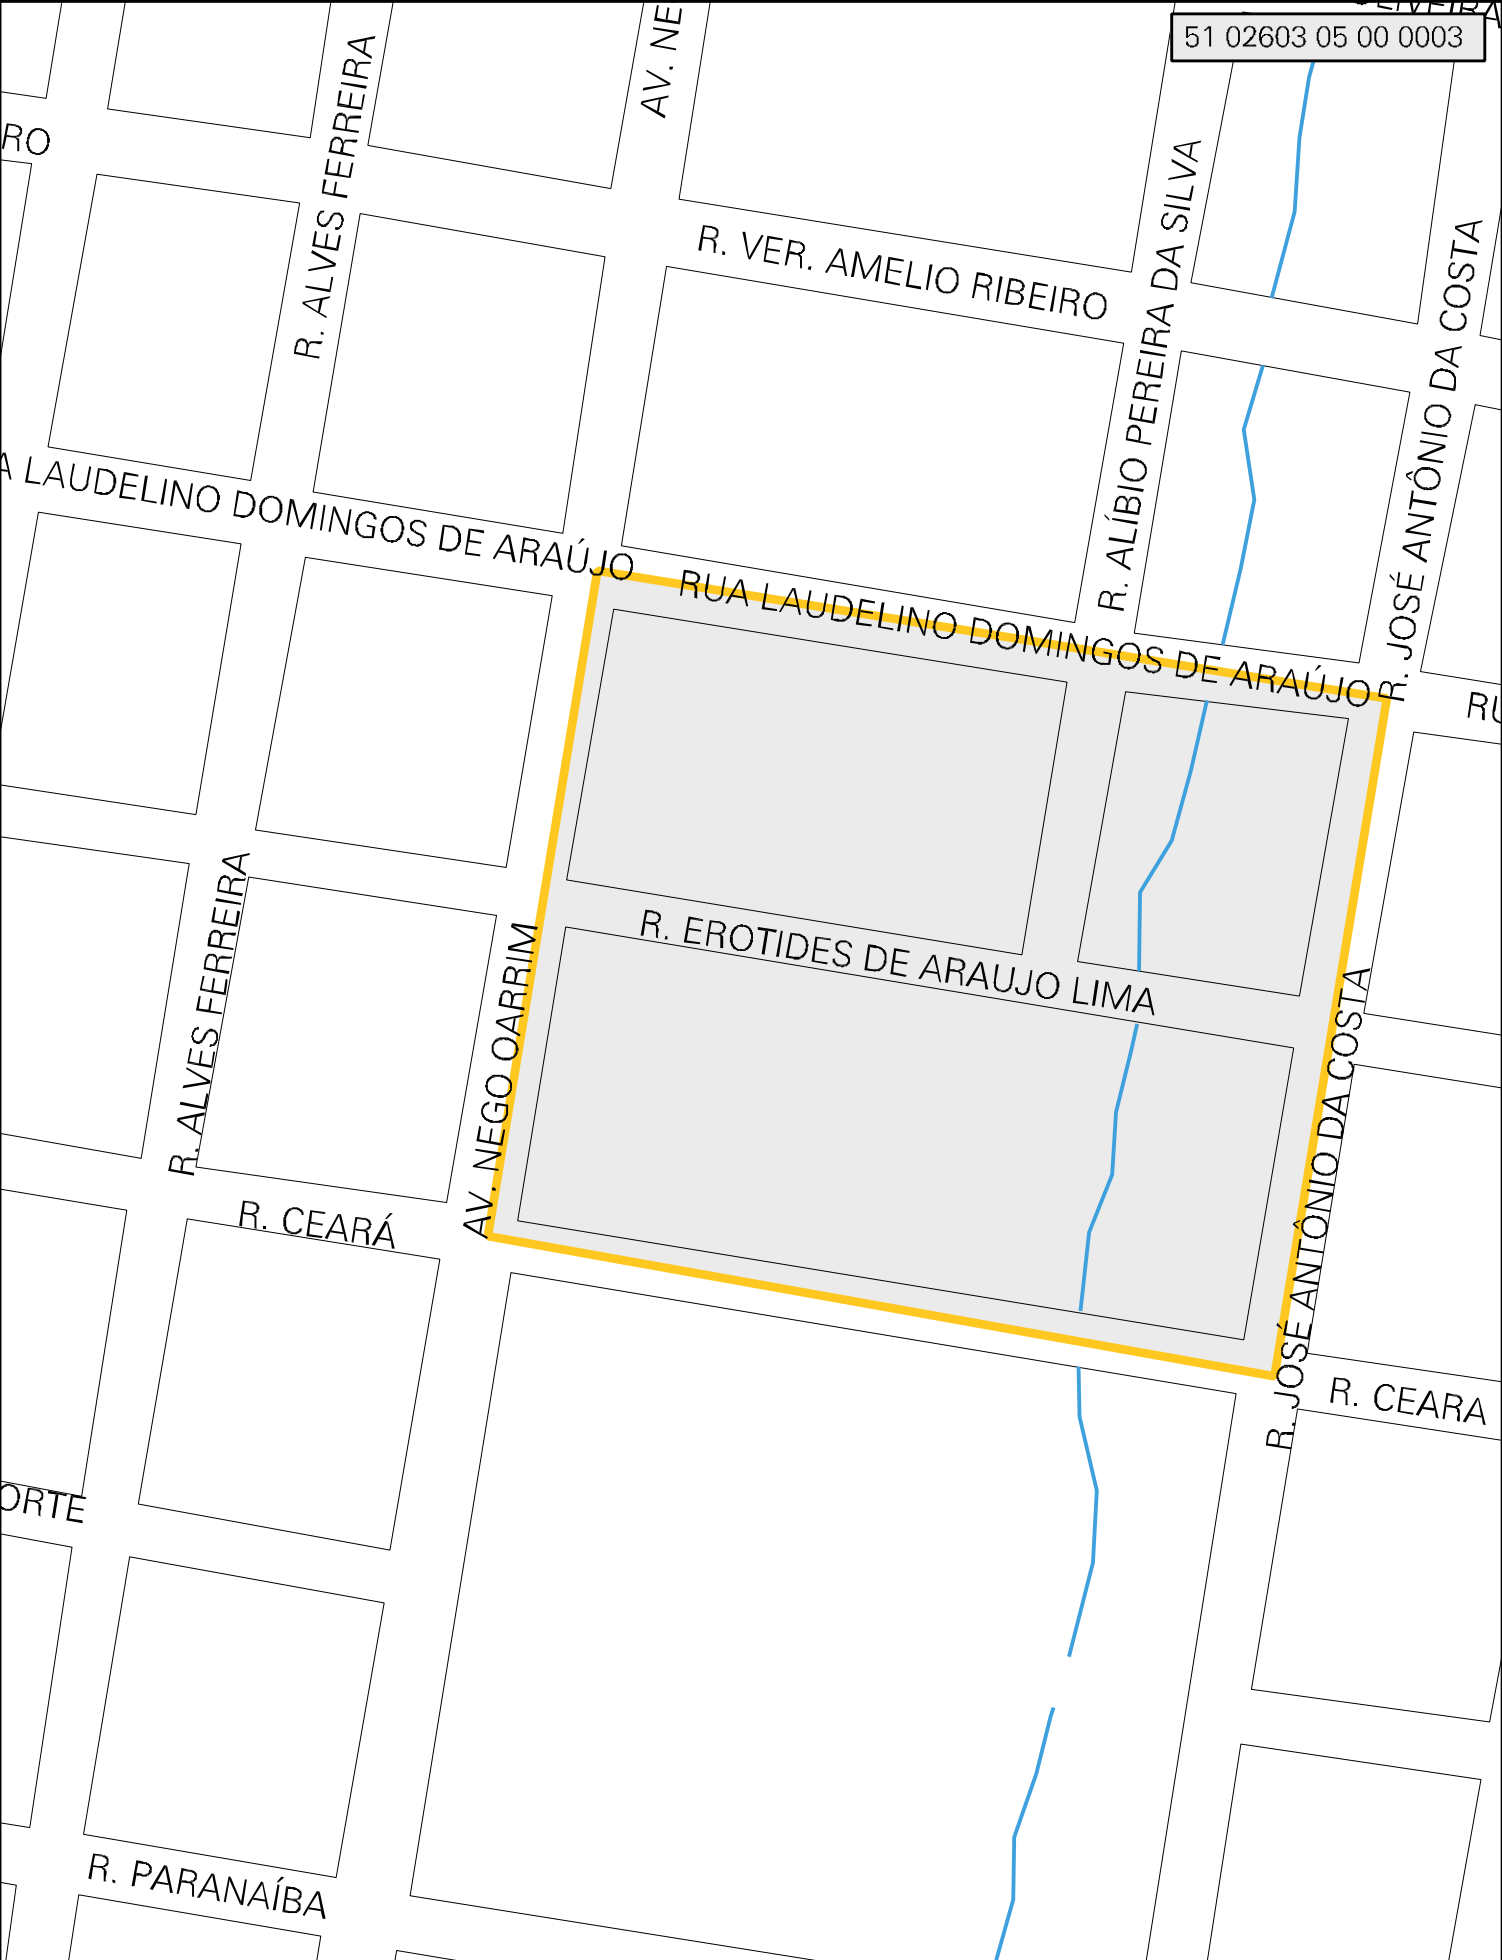 51 02603 05 00 0003
R. ALVES FERREIRA
AV. NE
RO
R. VER. AMELIO RIBEIRO
R. ALÍBIO PEREIRA DA SILVA
R. JOSÉ ANTÔNIO DA COSTA
A LAUDELINO DOMINGOS DE ARAÚJO
RUA LAUDELINO DOMINGOS DE ARAÚJO
RU
R. ALVES FERREIRA
AV. NEGO OARRIM
R. EROTIDES DE ARAUJO LIMA
R. JOSÉ ANTÔNIO DA COSTA
R. CEARÁ
R. CEARA
ORTE
R. PARANAÍBA